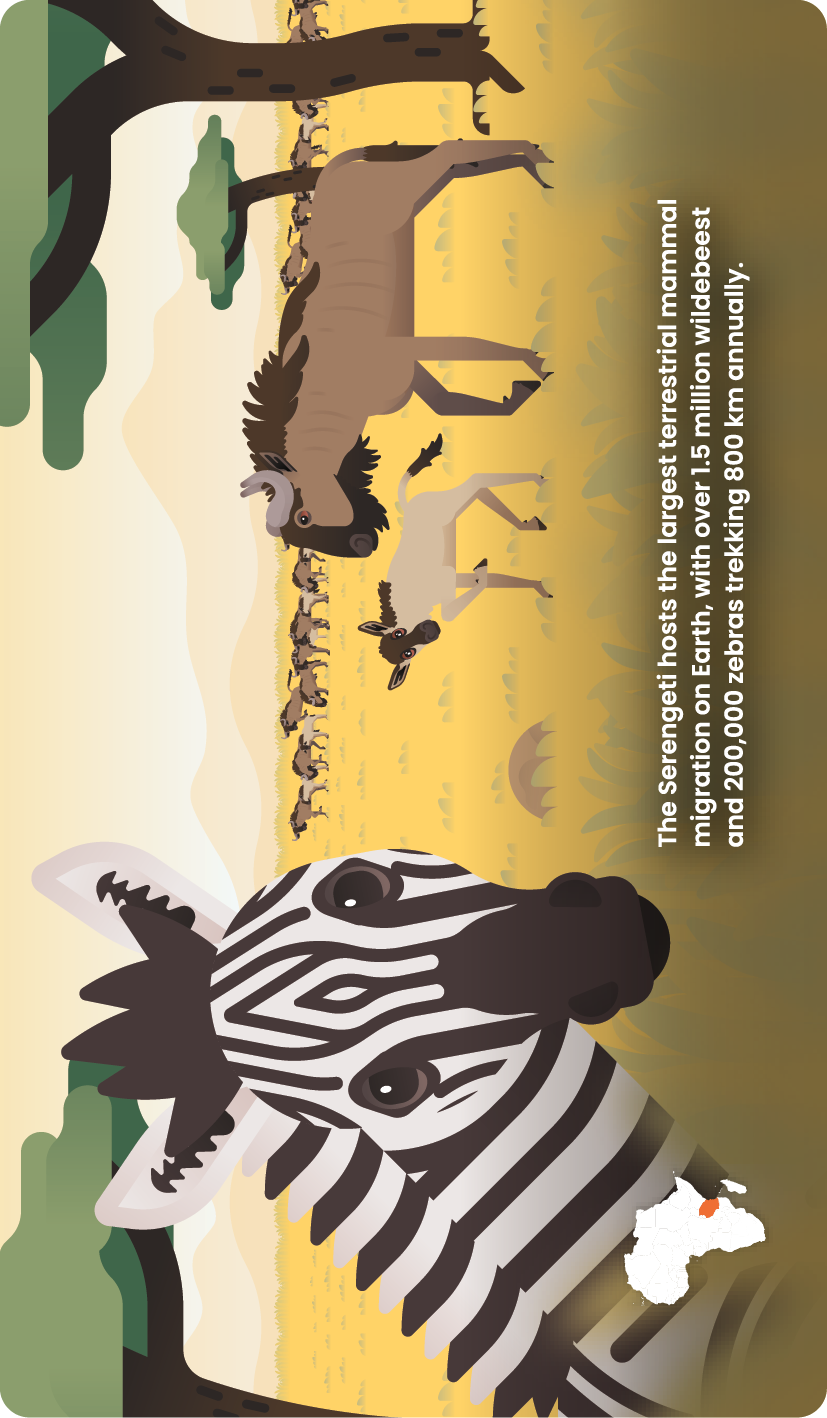 The Serengeti hosts the largest terrestrial mammal
migration on Earth, with over 1.5 million wildebeest
and 200,000 zebras trekking 800 km annually.